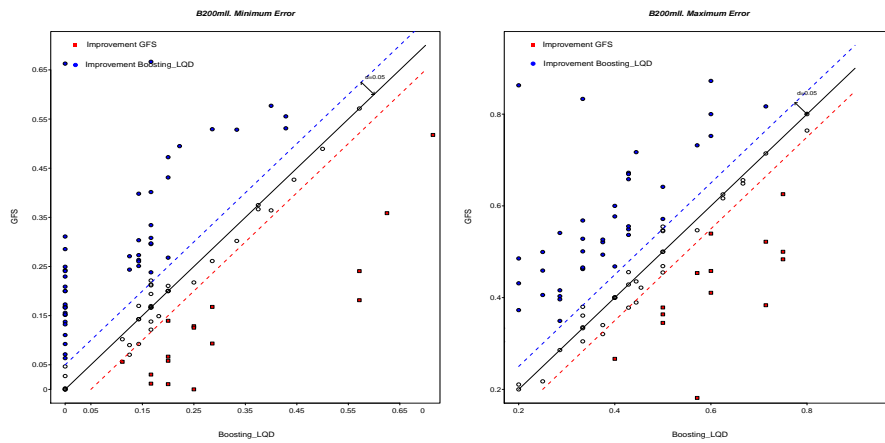 B200mll. Minimum Error
Improvement GFS
Improvement Boosting_LQD
d=0.05
GFS
0.65
0.55
0.45
0.35
0.25
0.15
0.05
0
0
0.05
0.15
0.25
0.35
0.45
0.55
0.65
0
Boosting_LQD
B200mll. Maximum Error
Improvement GFS
Improvement Boosting_LQD
d=0.05
GFS
0.8
0.6
0.4
0.2
0.2
0.4
0.6
0.8
Boosting_LQD